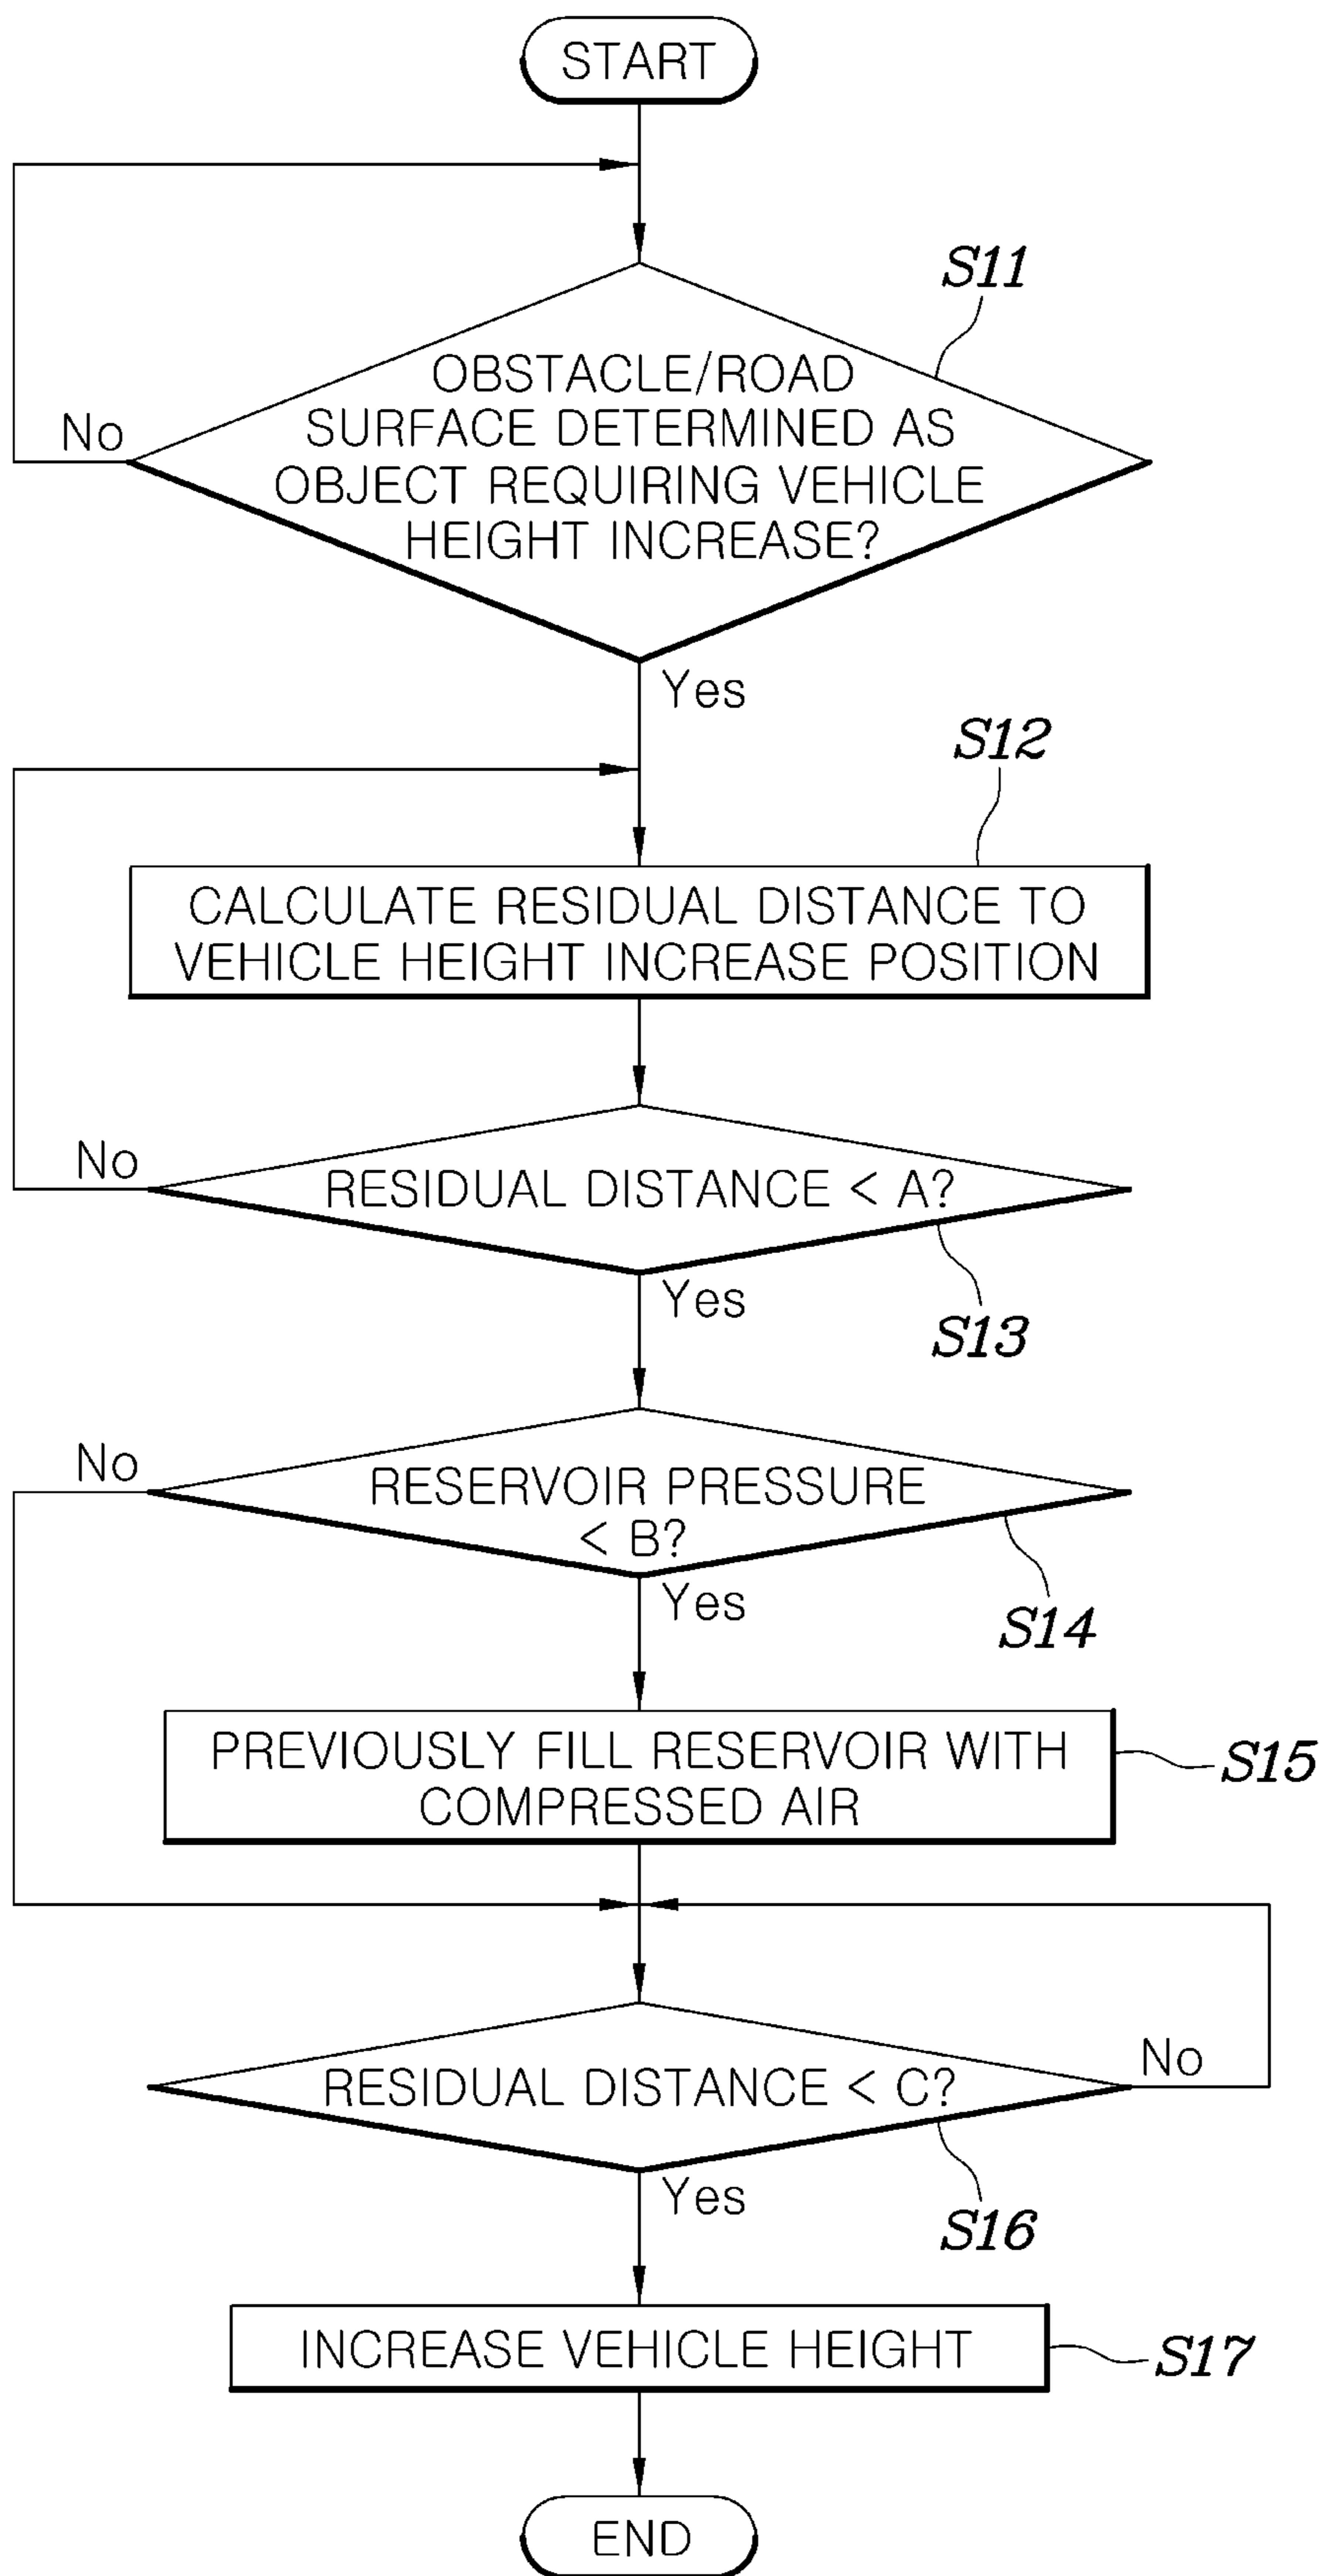 START
S11
OBSTACLE/ROAD
SURFACE DETERMINED AS
OBJECT REQUIRING VEHICLE
HEIGHT INCREASE?
No
Yes
S12
CALCULATE RESIDUAL DISTANCE TO
VEHICLE HEIGHT INCREASE POSITION
No
RESIDUAL DISTANCE < A?
Yes
S13
No
RESERVOIR PRESSURE
< B?
Yes
S14
PREVIOUSLY FILL RESERVOIR WITH
COMPRESSED AIR
S15
RESIDUAL DISTANCE < C?
No
Yes
S16
INCREASE VEHICLE HEIGHT
S17
END